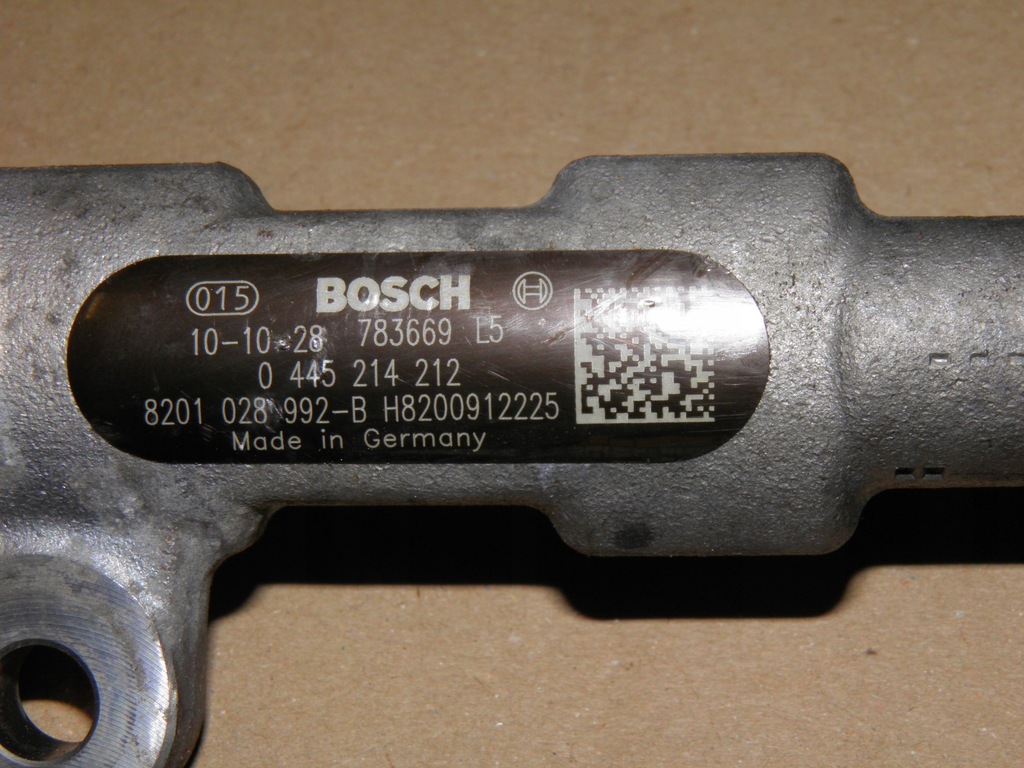 015 BOSCH
10-10-28 783669 L5
0 445 214 212
8201 028 992-B H8200912225
Made in Germany